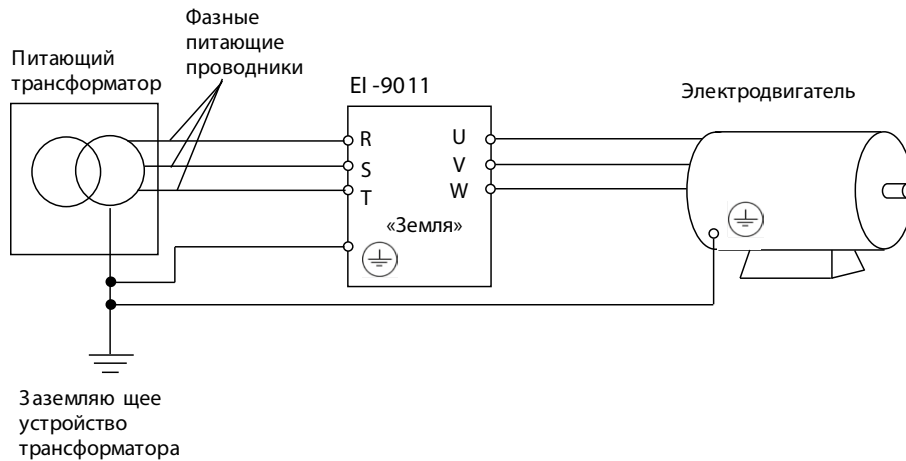 Фазные
питающие
проводники
Питающий
трансформатор
EI -9011
Электродвигатель
R
S
T
U
V
W
«Земля»
Заземляю щее
устройство
трансформатора